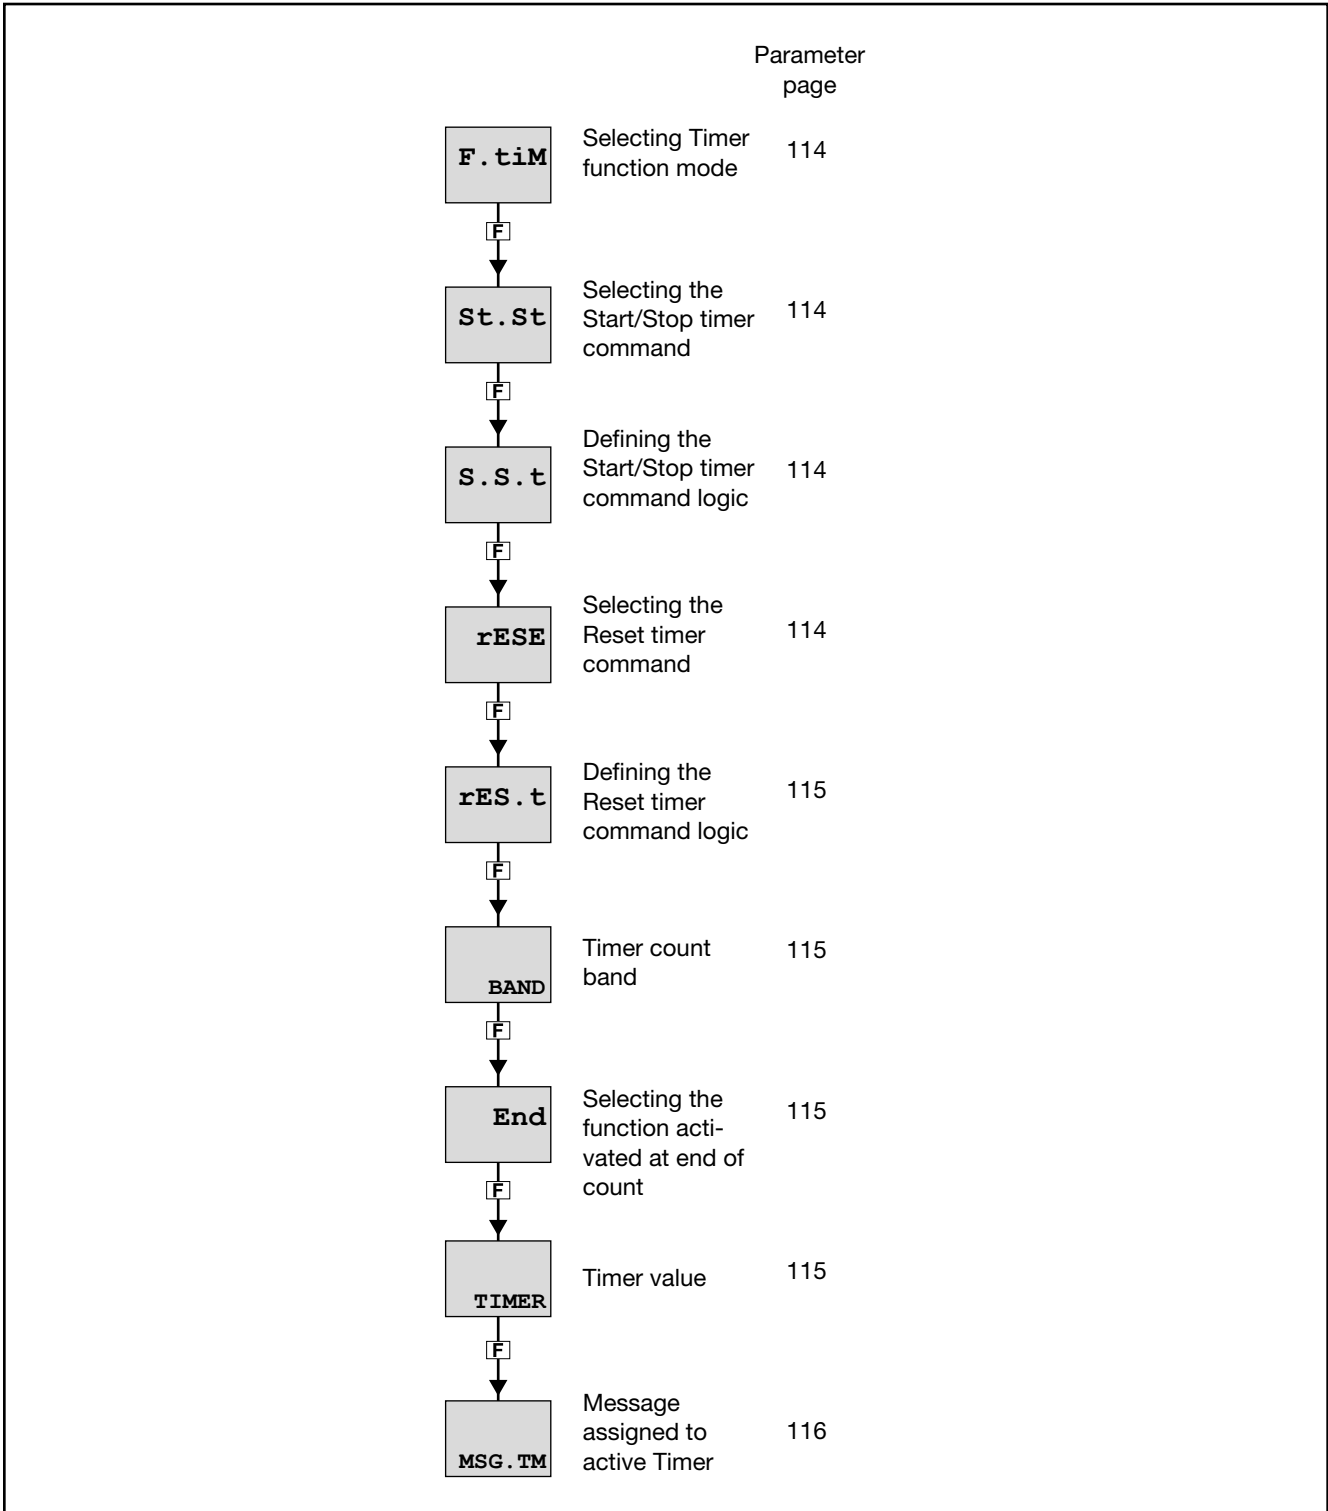 Parameter
page
F.tiM
Selecting Timer
function mode
114
F
St.St
Selecting the
Start/Stop timer
command
114
F
S.S.t
Defining the
Start/Stop timer
command logic
114
F
rESE
Selecting the
Reset timer
command
114
F
rES.t
Defining the
Reset timer
command logic
115
F
BAND
Timer count
band
115
F
End
Selecting the
function acti-
vated at end of
count
115
F
TIMER
Timer value
115
F
MSG.TM
Message
assigned to
active Timer
116